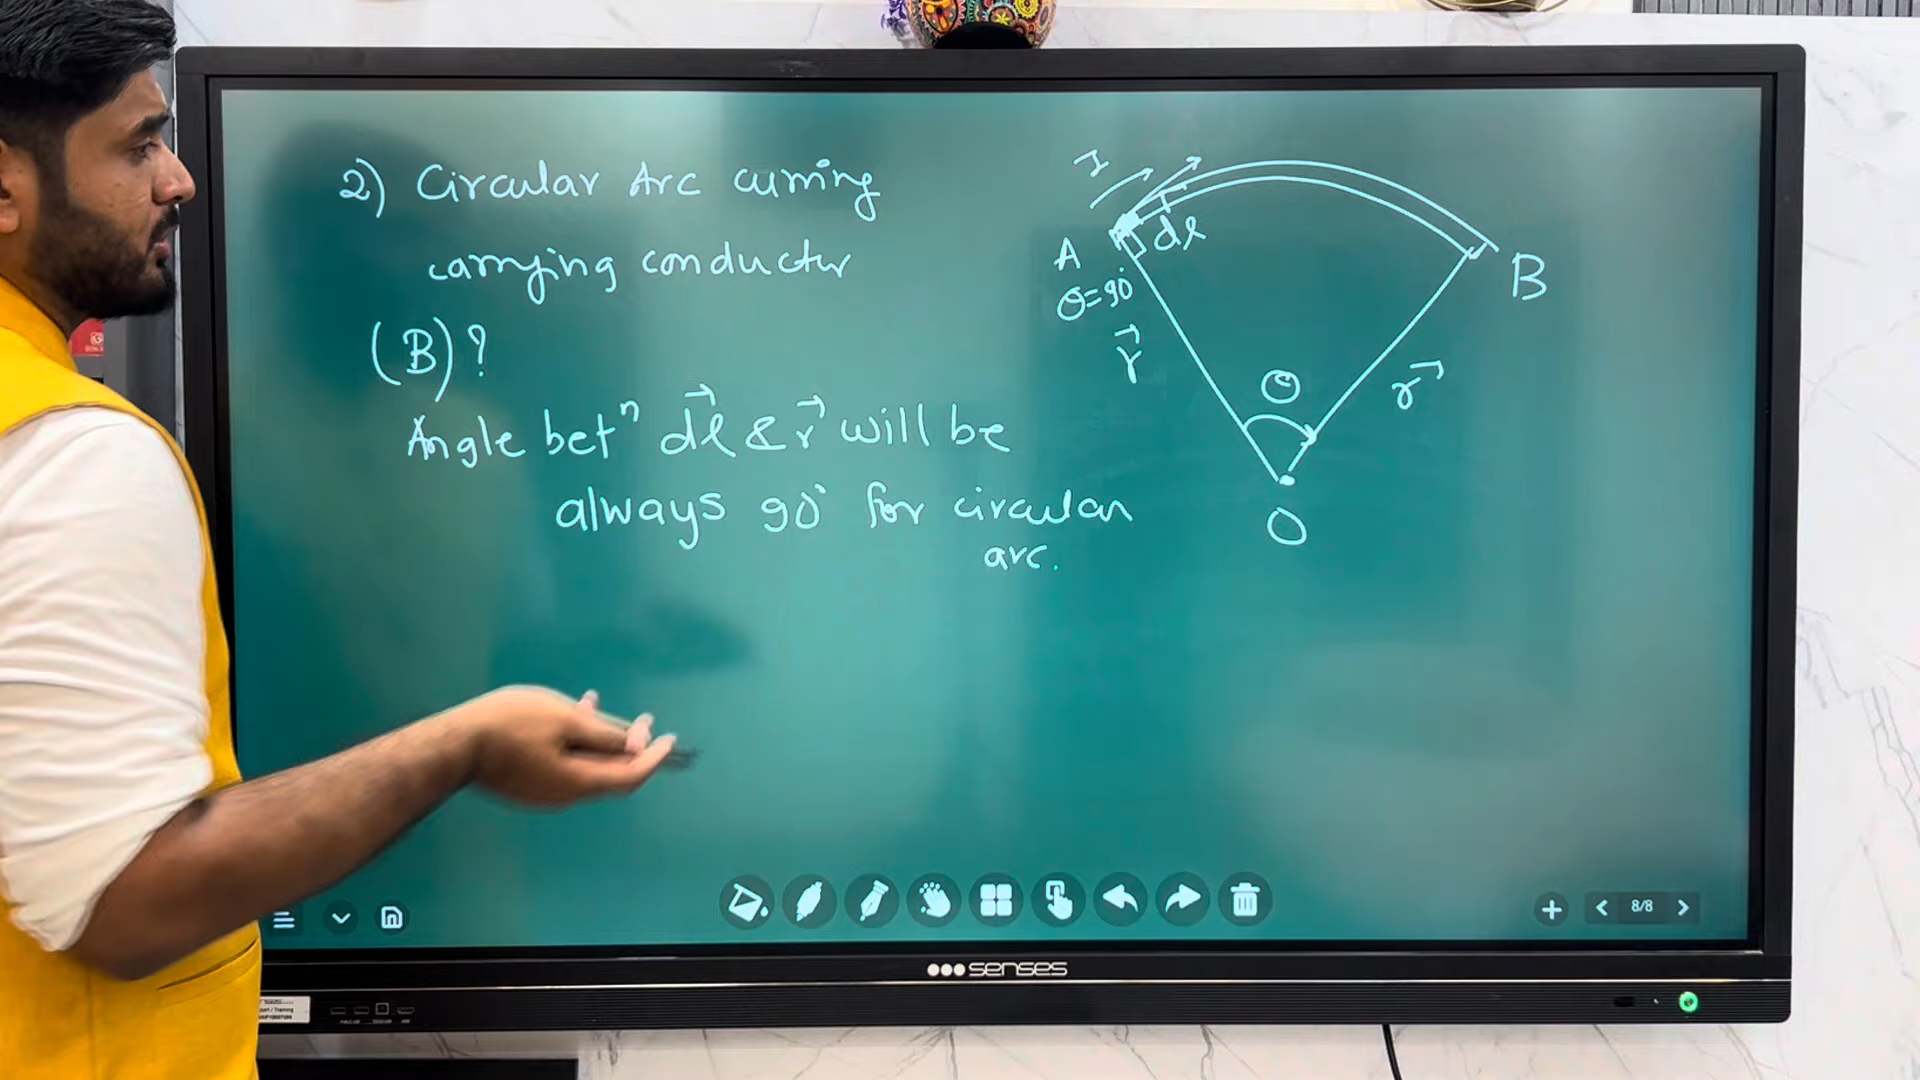 2) Circular Arc curring
carrying conductor
(B)?
Angle betⁿ dl⃗ & r⃗ will be
always 90° for circular
arc.
I
dl
A
θ=90°
r⃗
B
θ
r⃗
O
8/8
senses